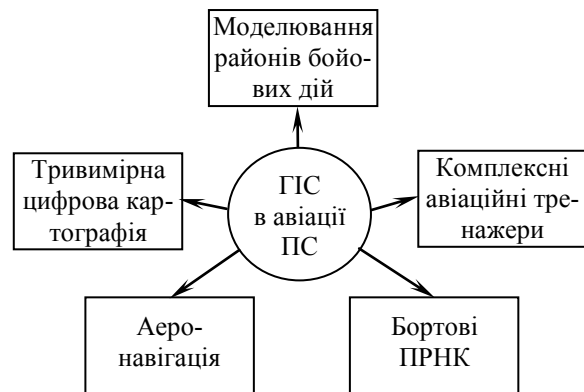 Моделювання
районів бойо-
вих дій
Тривимірна
цифрова кар-
тографія
ГІС
в авіації
ПС
Комплексні
авіаційні тре-
нажери
Аеро-
навігація
Бортові
ПРНК